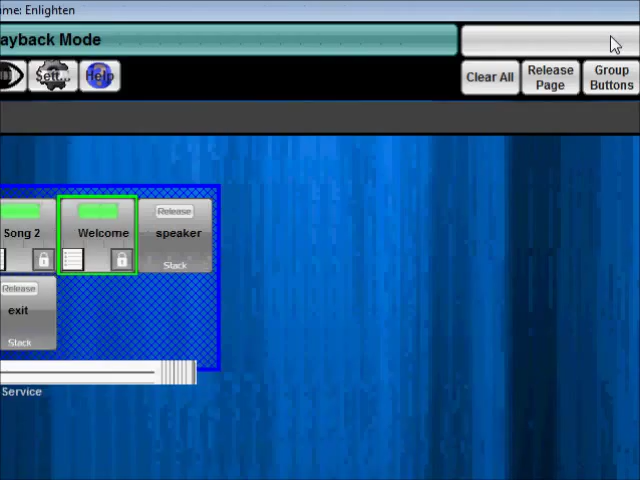 ame: Enlighten
ayback Mode
Sett...
Help
Clear All
Release
Page
Group
Buttons
Song 2
Welcome
Release
speaker
Stack
Release
exit
Stack
Service